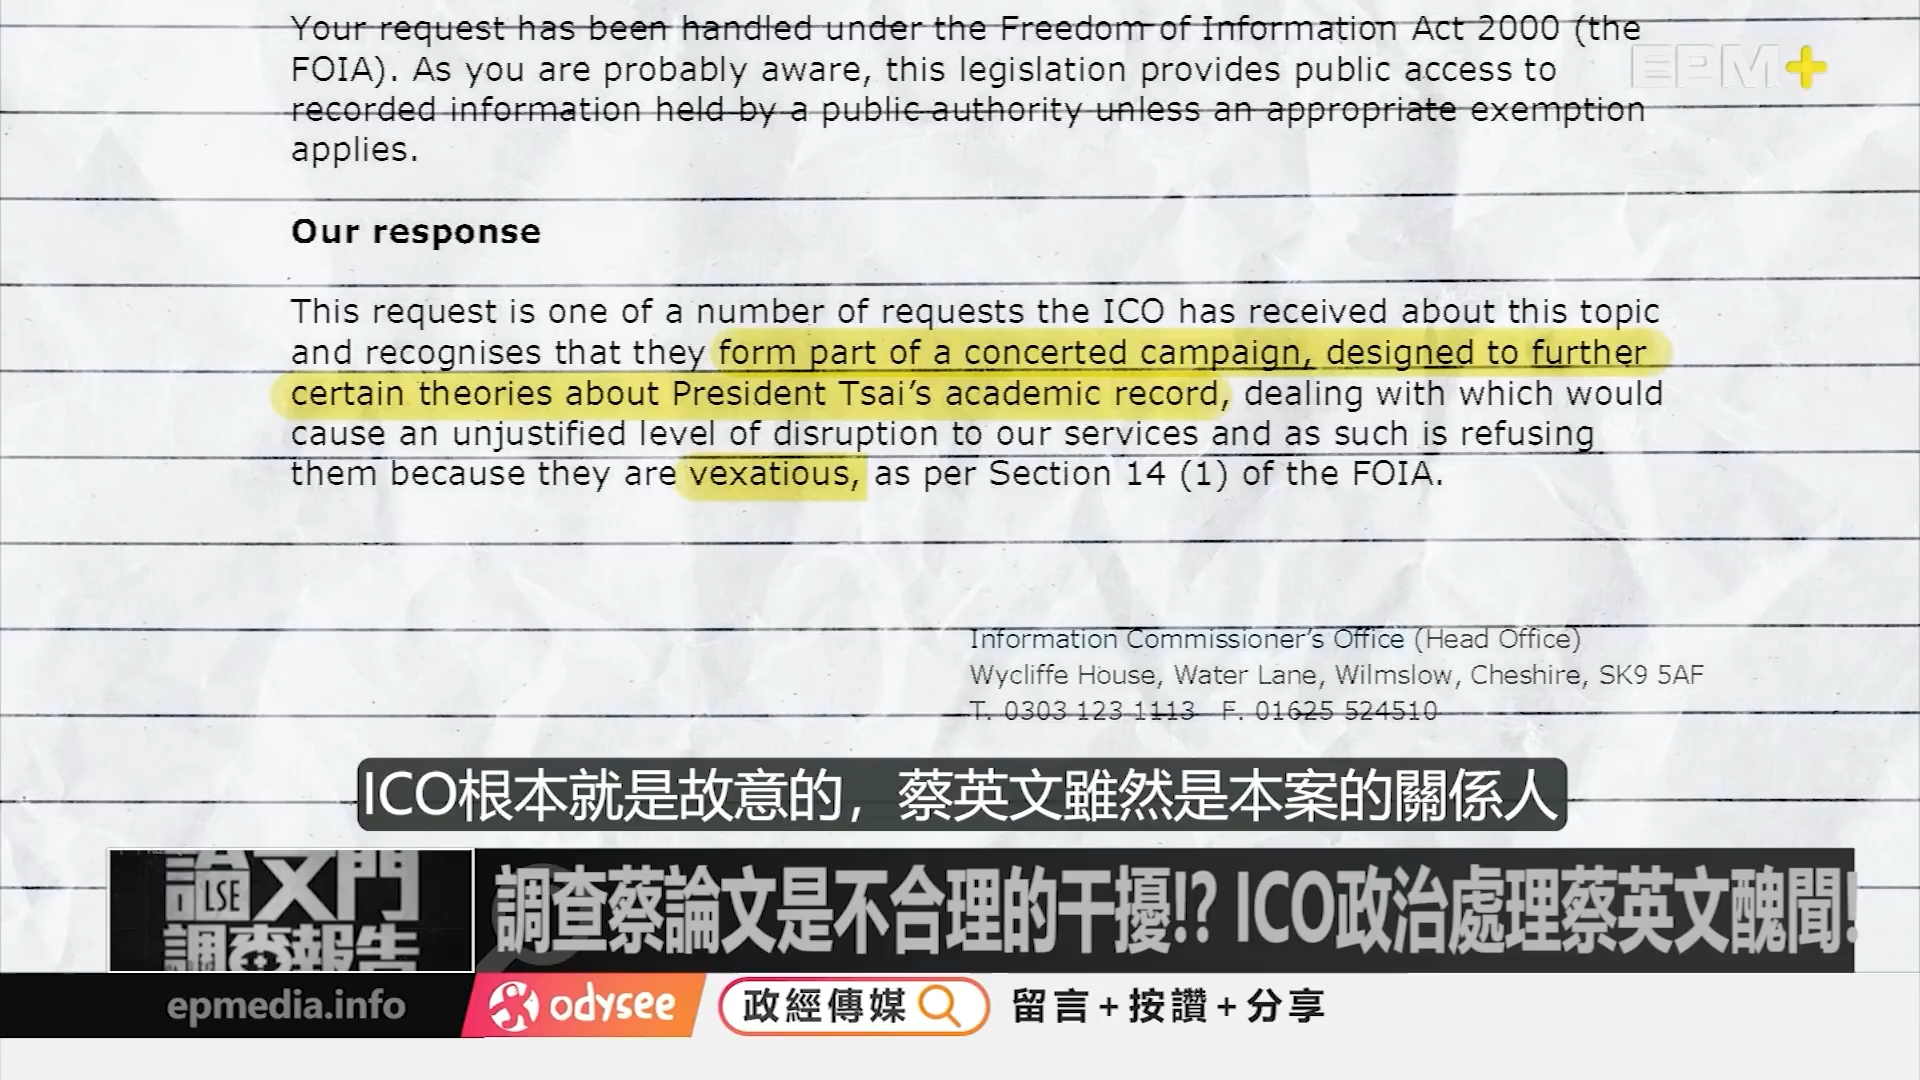 Your request has been handled under the Freedom of Information Act 2000 (the
FOIA). As you are probably aware, this legislation provides public access to
recorded information held by a public authority unless an appropriate exemption
applies.
EPM+
Our response
This request is one of a number of requests the ICO has received about this topic
and recognises that they form part of a concerted campaign, designed to further
certain theories about President Tsai’s academic record, dealing with which would
cause an unjustified level of disruption to our services and as such is refusing
them because they are vexatious, as per Section 14 (1) of the FOIA.
Information Commissioner’s Office (Head Office)
Wycliffe House, Water Lane, Wilmslow, Cheshire, SK9 5AF
T. 0303 123 1113 F. 01625 524510
ICO根本就是故意的，蔡英文雖然是本案的關係人
論文門
LSE
調查報告
調查蔡論文是不合理的干擾!? ICO政治處理蔡英文醜聞!
epmedia.info
odysee
政經傳媒
留言+按讚+分享